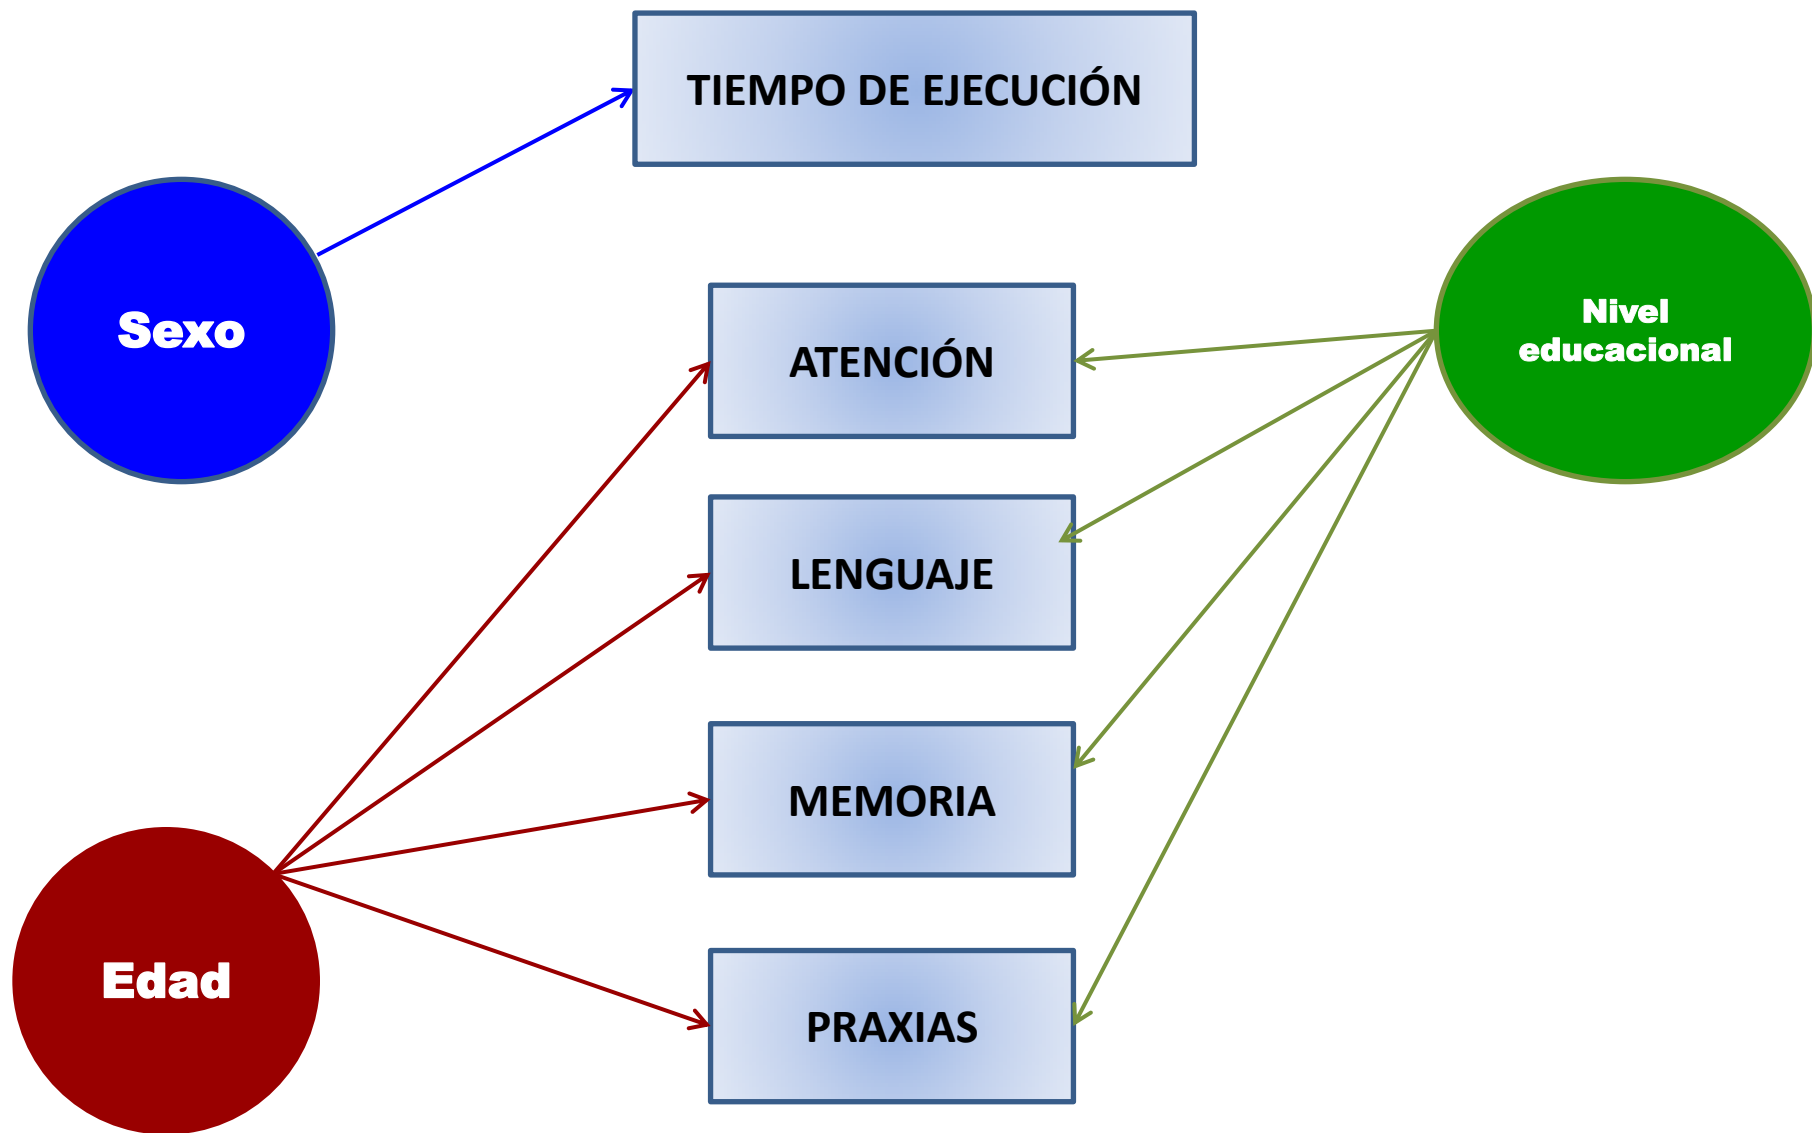 TIEMPO DE EJECUCIÓN
Sexo
Nivel
educacional
ATENCIÓN
LENGUAJE
MEMORIA
Edad
PRAXIAS